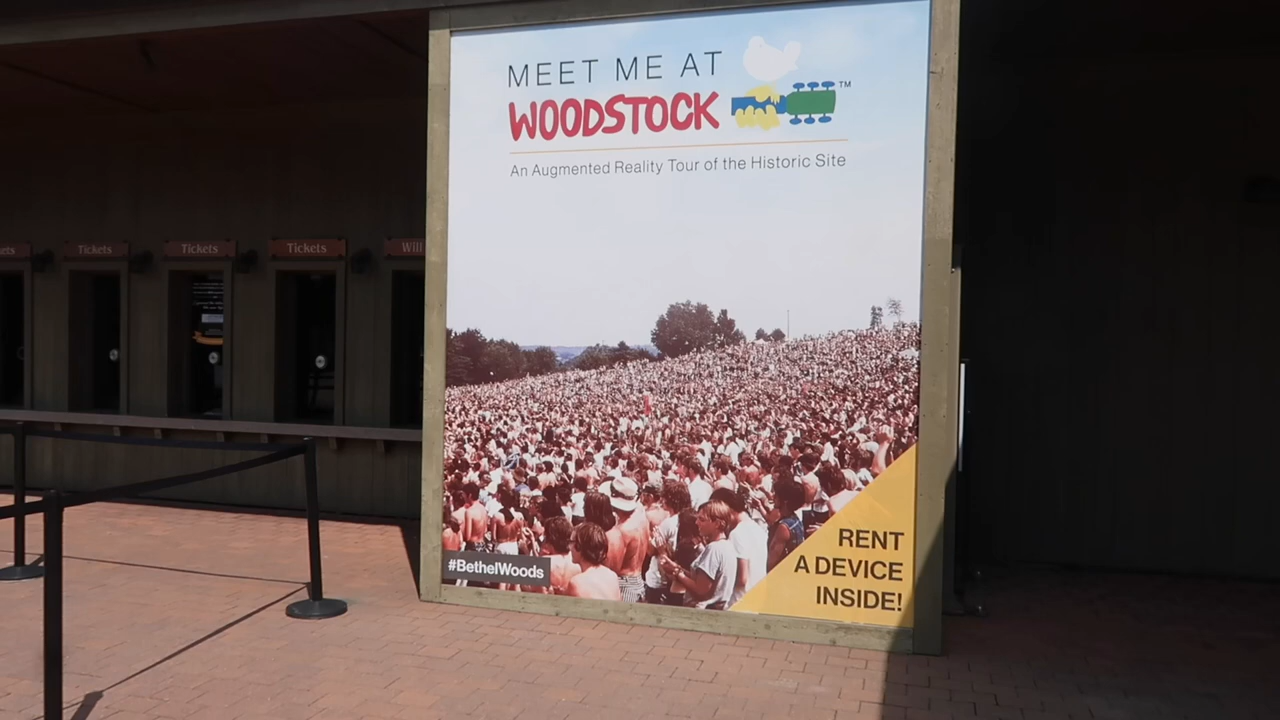 MEET ME AT
WOODSTOCK ™
An Augmented Reality Tour of the Historic Site
Tickets
Tickets
Tickets
Will
#BethelWoods
RENT
A DEVICE
INSIDE!